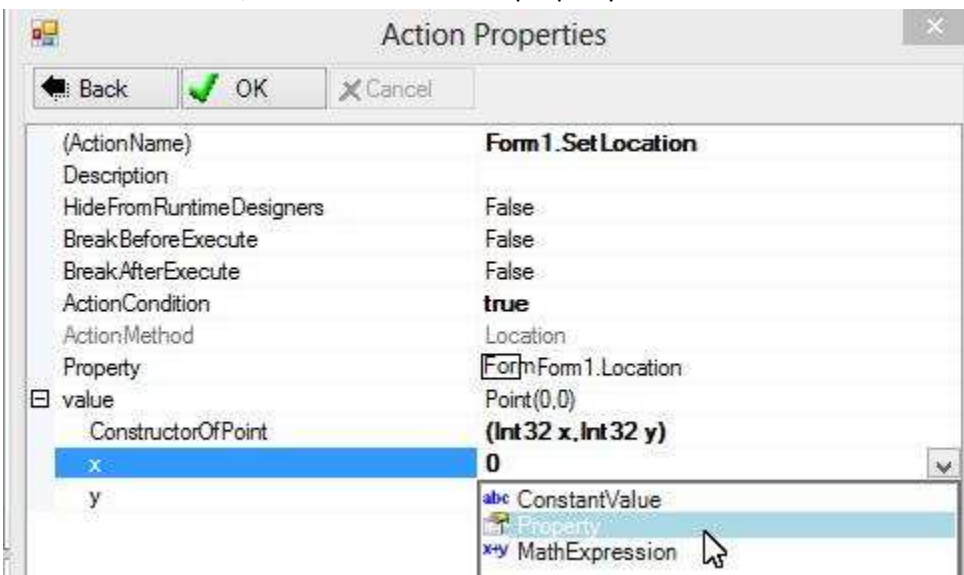 Action Properties
Back OK Cancel
(ActionName) Form1.SetLocation
Description
HideFromRuntimeDesigners False
BreakBeforeExecute False
BreakAfterExecute False
ActionCondition true
ActionMethod Location
Property FormForm1.Location
value Point(0,0)
ConstructorOfPoint (Int32 x,Int32 y)
x 0
y
abc ConstantValue
Property
x+y MathExpression